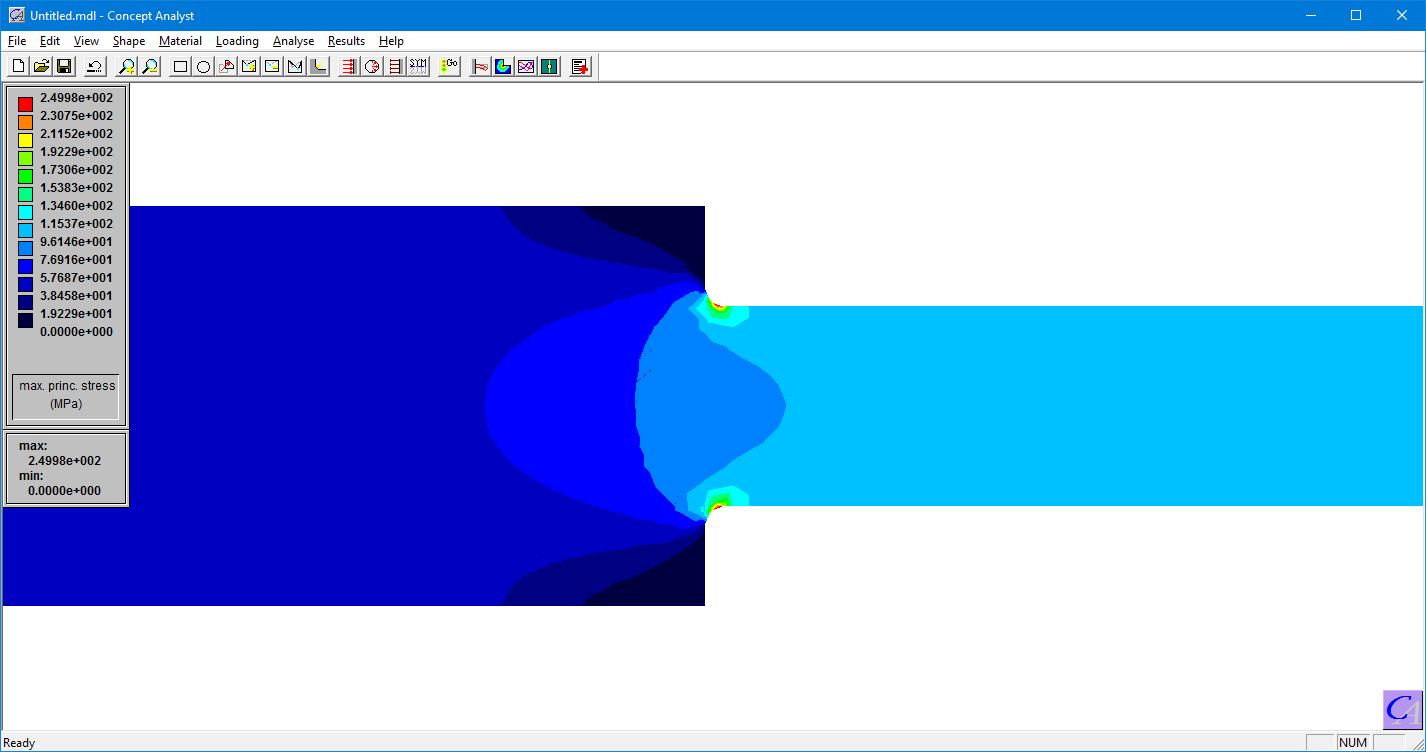 Untitled.mdl - Concept Analyst
File Edit View Shape Material Loading Analyse Results Help
Go
2.4998e+002
2.3075e+002
2.1152e+002
1.9229e+002
1.7306e+002
1.5383e+002
1.3460e+002
1.1537e+002
9.6146e+001
7.6916e+001
5.7687e+001
3.8458e+001
1.9229e+001
0.0000e+000
max. princ. stress
(MPa)
max:
2.4998e+002
min:
0.0000e+000
CA
Ready
NUM